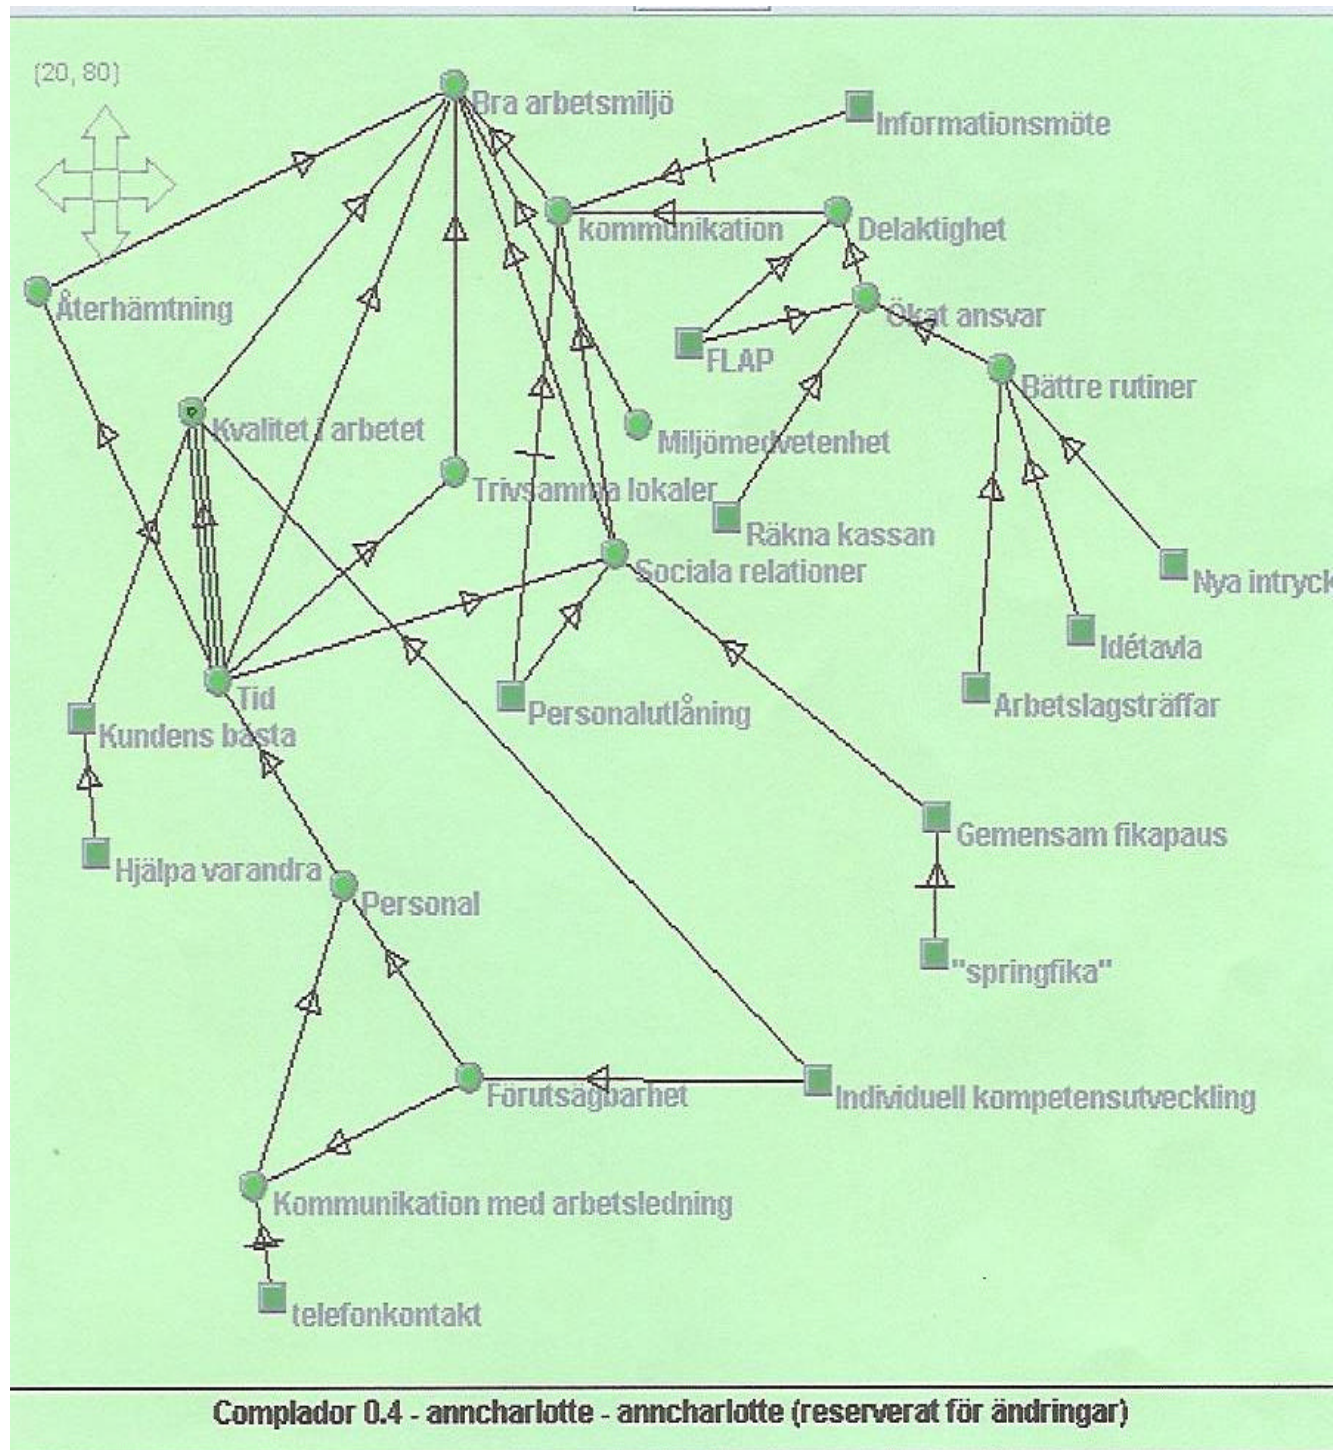 (20, 80)
Bra arbetsmiljö
Informationsmöte
kommunikation
Delaktighet
Återhämtning
Ökat ansvar
FLAP
Bättre rutiner
Kvalitet i arbetet
Miljömedvetenhet
Trivsamma lokaler
Räkna kassan
Sociala relationer
Nya intryck
Idétavla
Tid
Personalutlåning
Arbetslagsträffar
Kundens bästa
Gemensam fikapaus
Hjälpa varandra
Personal
"springfika"
Förutsägbarhet
Individuell kompetensutveckling
Kommunikation med arbetsledning
telefonkontakt
Complador 0.4 - anncharlotte - anncharlotte (reserverat för ändringar)